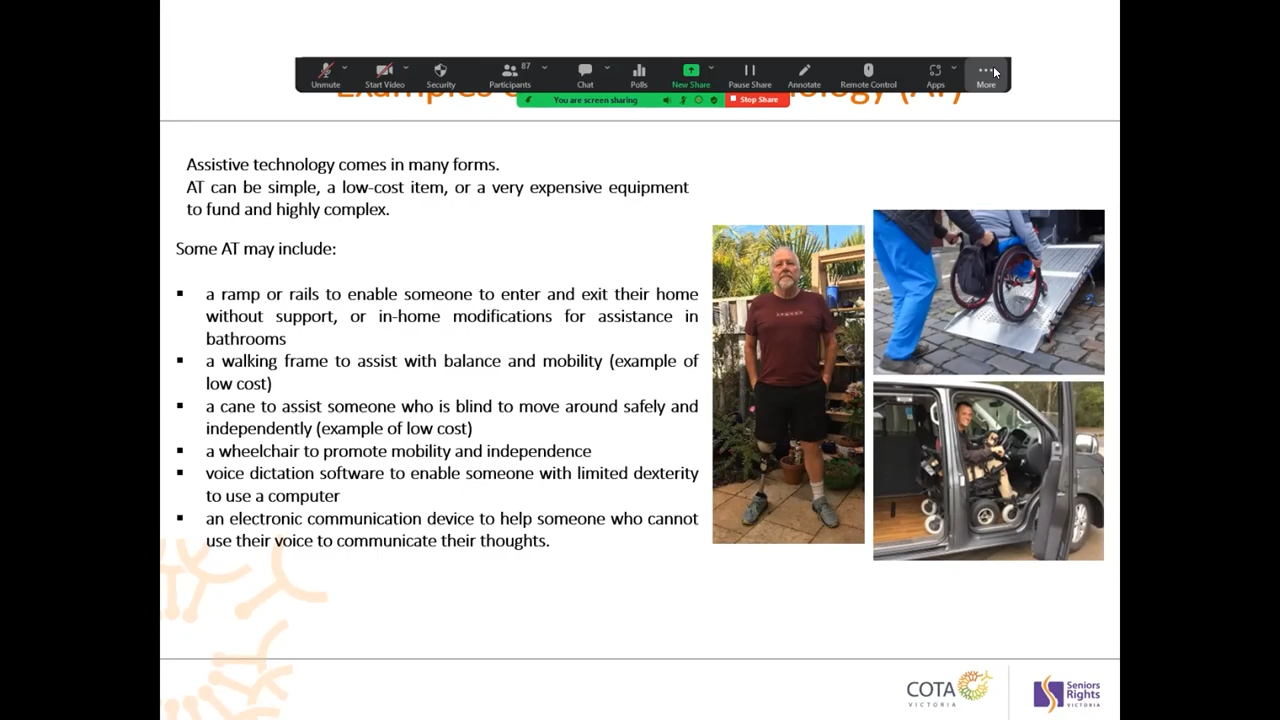 Unmute
Start Video
Security
Participants
87
Chat
Polls
New Share
Pause Share
Annotate
Remote Control
Apps
More
You are screen sharing
Stop Share
Assistive technology comes in many forms.
AT can be simple, a low-cost item, or a very expensive equipment
to fund and highly complex.
Some AT may include:
▪ a ramp or rails to enable someone to enter and exit their home
without support, or in-home modifications for assistance in
bathrooms
▪ a walking frame to assist with balance and mobility (example of
low cost)
▪ a cane to assist someone who is blind to move around safely and
independently (example of low cost)
▪ a wheelchair to promote mobility and independence
▪ voice dictation software to enable someone with limited dexterity
to use a computer
▪ an electronic communication device to help someone who cannot
use their voice to communicate their thoughts.
COTA
VICTORIA
Seniors
Rights
VICTORIA